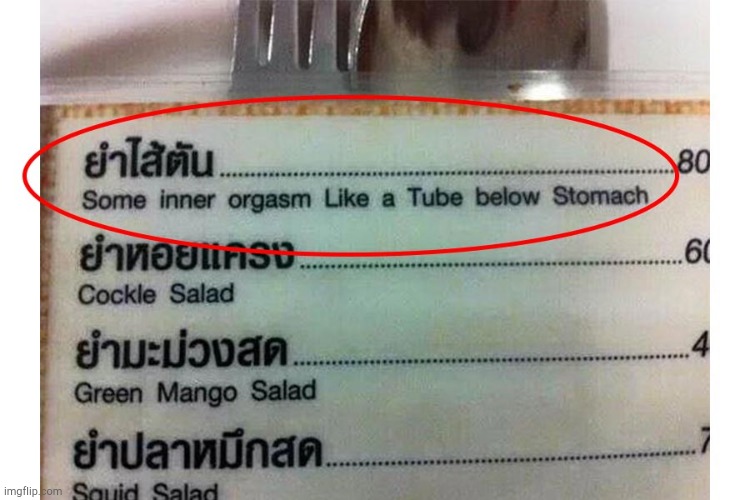 ยำไส้ตัน........................80
Some inner orgasm Like a Tube below Stomach
ยำหอยแครง........................60
Cockle Salad
ยำมะม่วงสด........................4
Green Mango Salad
ยำปลาหมึกสด........................7
Squid Salad
imgflip.com